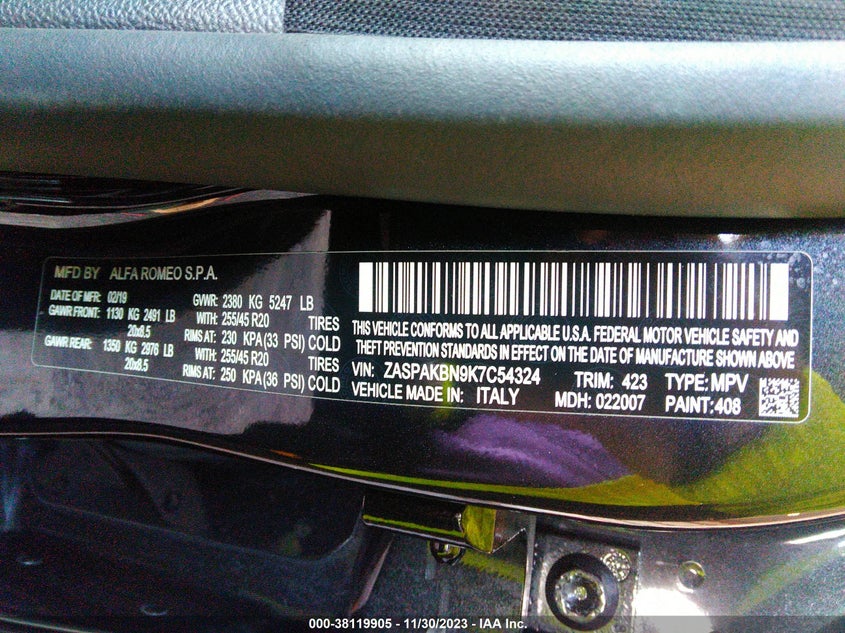 MFD BY ALFA ROMEO S.P.A.
DATE OF MFR: 02/19 GVWR: 2380 KG 5247 LB
GAWR FRONT: 1130 KG 2491 LB WITH: 255/45 R20 TIRES
20x8.5 RIMS AT: 230 KPA (33 PSI) COLD
GAWR REAR: 1350 KG 2976 LB WITH: 255/45 R20 TIRES
20x8.5 RIMS AT: 250 KPA (36 PSI) COLD
THIS VEHICLE CONFORMS TO ALL APPLICABLE U.S.A. FEDERAL MOTOR VEHICLE SAFETY AND
THEFT PREVENTION STANDARDS IN EFFECT ON THE DATE OF MANUFACTURE SHOWN ABOVE
VIN: ZASPAKBN9K7C54324 TRIM: 423 TYPE: MPV
VEHICLE MADE IN: ITALY MDH: 022007 PAINT: 408
000-38119905 - 11/30/2023 - IAA Inc.